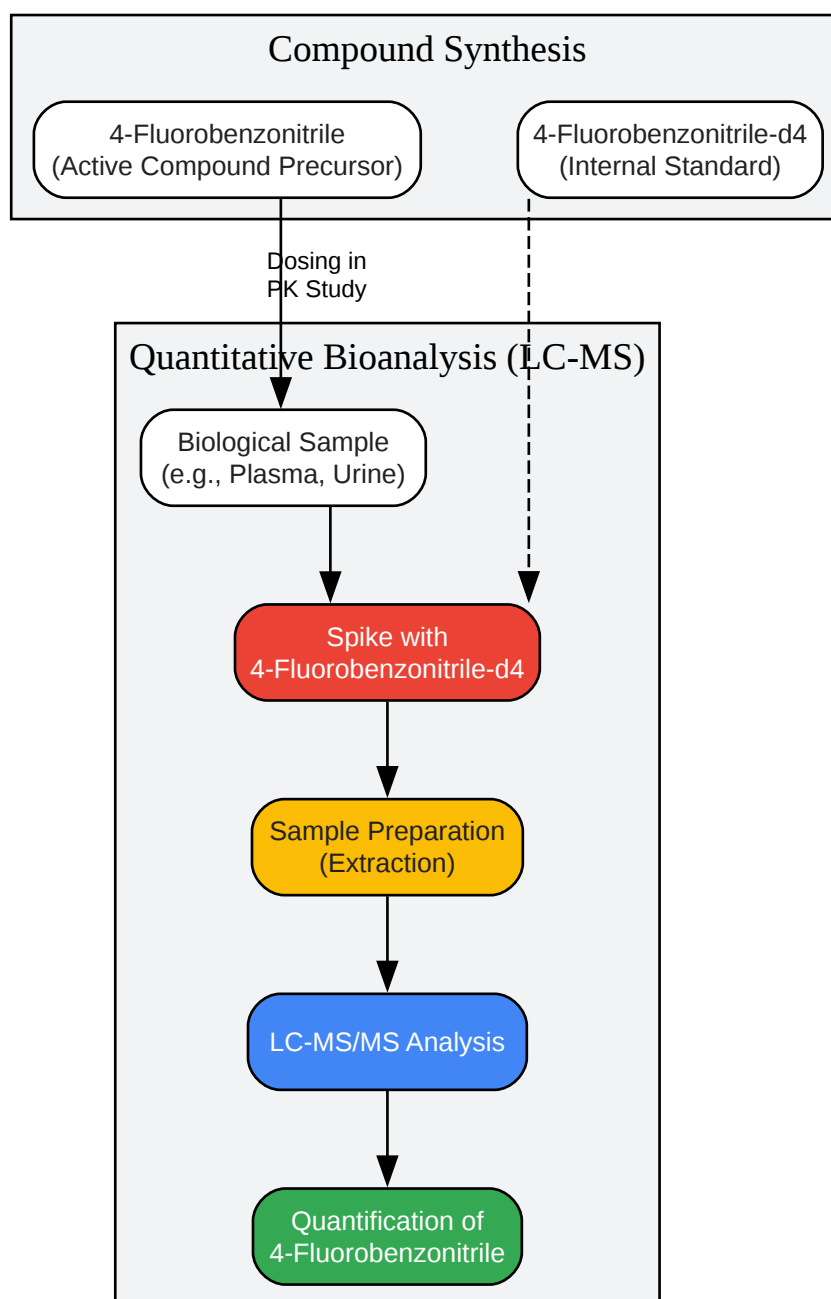 Compound Synthesis
4-Fluorobenzonitrile
(Active Compound Precursor)
4-Fluorobenzonitrile-d4
(Internal Standard)
Dosing in
PK Study
Quantitative Bioanalysis (LC-MS)
Biological Sample
(e.g., Plasma, Urine)
Spike with
4-Fluorobenzonitrile-d4
Sample Preparation
(Extraction)
LC-MS/MS Analysis
Quantification of
4-Fluorobenzonitrile